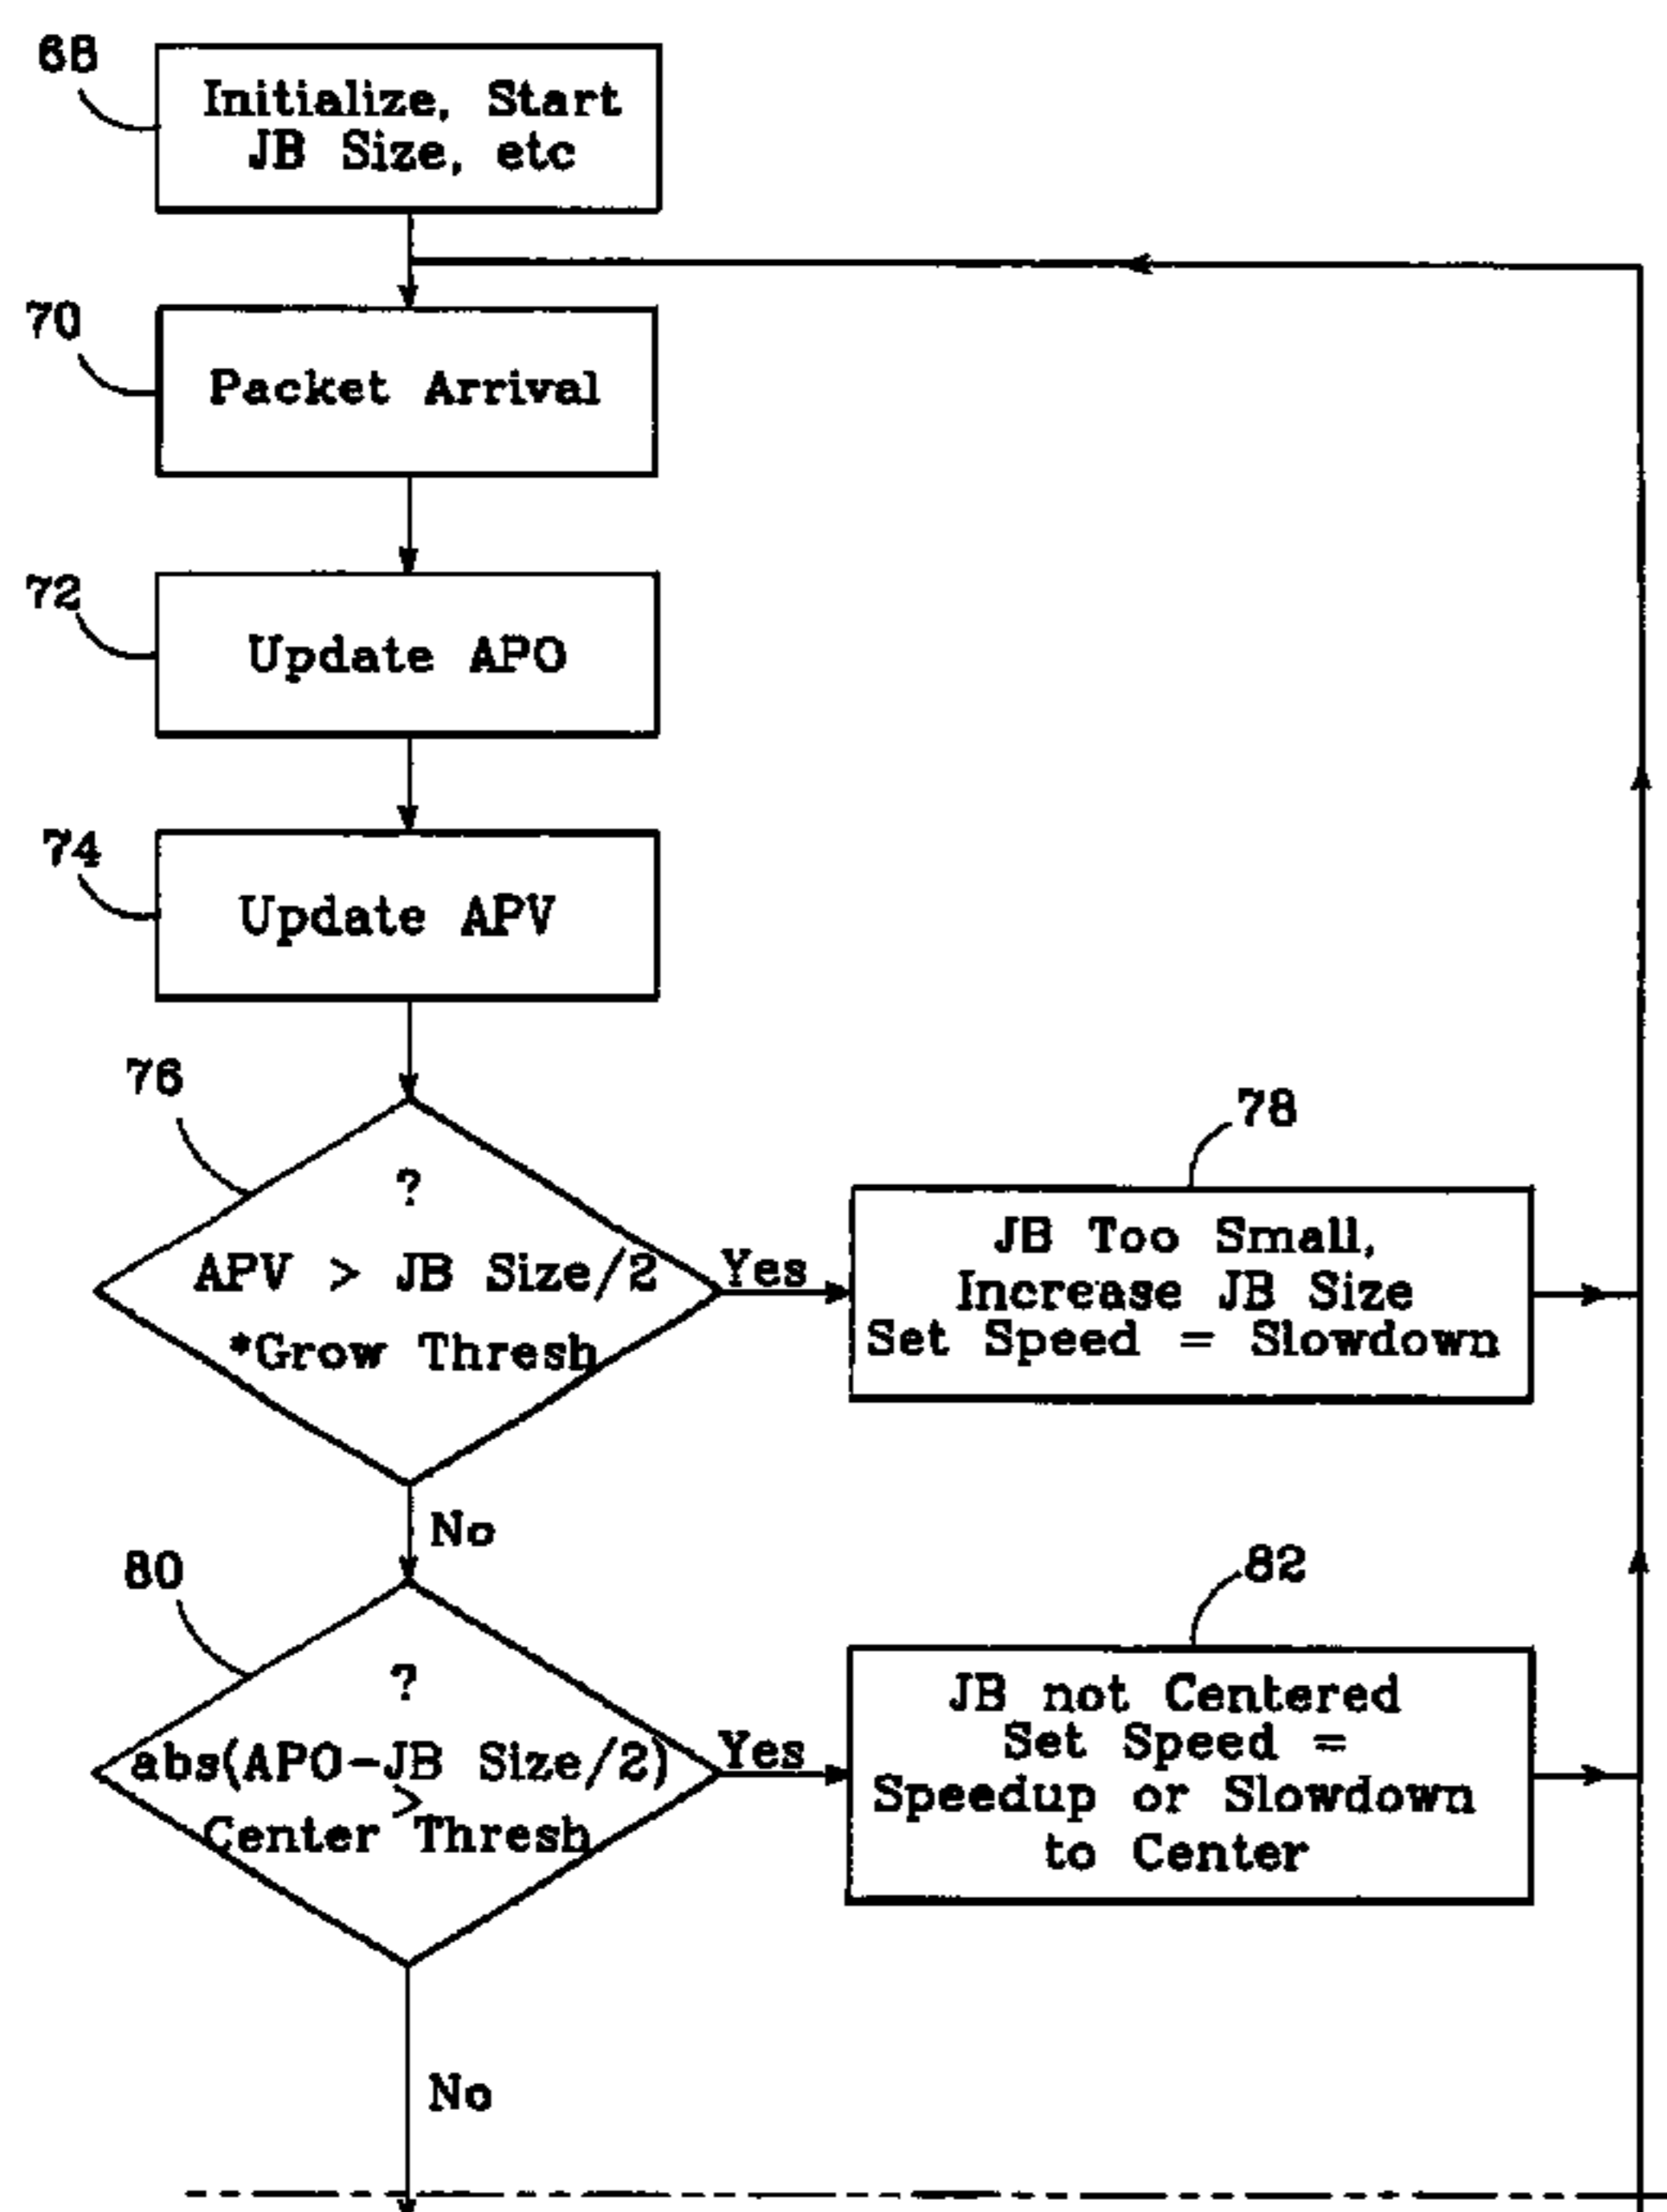 68
Initialize, Start
JB Size, etc
70
Packet Arrival
72
Update APO
74
Update APV
76
?
APV > JB Size/2
*Grow Thresh
Yes
78
JB Too Small,
Increase JB Size
Set Speed = Slowdown
No
80
?
abs(APO-JB Size/2)
>
Center Thresh
Yes
82
JB not Centered
Set Speed =
Speedup or Slowdown
to Center
No